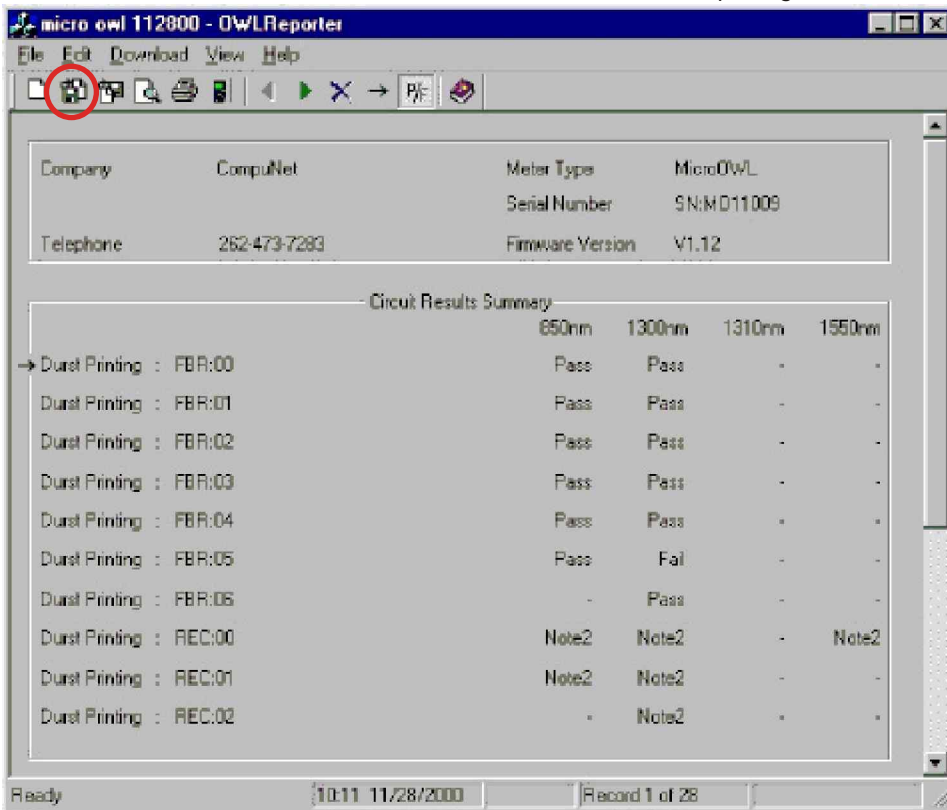 micro owl 112800 - OWLReporter
File Edit Download View Help
P/F
Company CompuNet Meter Type MicroOWL
Serial Number SN:MO11009
Telephone 262-473-7283 Firmware Version V1.12
Circuit Results Summary
850nm 1300nm 1310nm 1550nm
Durst Printing : FBR:00 Pass Pass - -
Durst Printing : FBR:01 Pass Pass - -
Durst Printing : FBR:02 Pass Pass - -
Durst Printing : FBR:03 Pass Pass - -
Durst Printing : FBR:04 Pass Pass - -
Durst Printing : FBR:05 Pass Fail - -
Durst Printing : FBR:06 - Pass - -
Durst Printing : REC:00 Note2 Note2 - Note2
Durst Printing : REC:01 Note2 Note2 - -
Durst Printing : REC:02 - Note2 - -
Ready 10:11 11/28/2000 Record 1 of 28